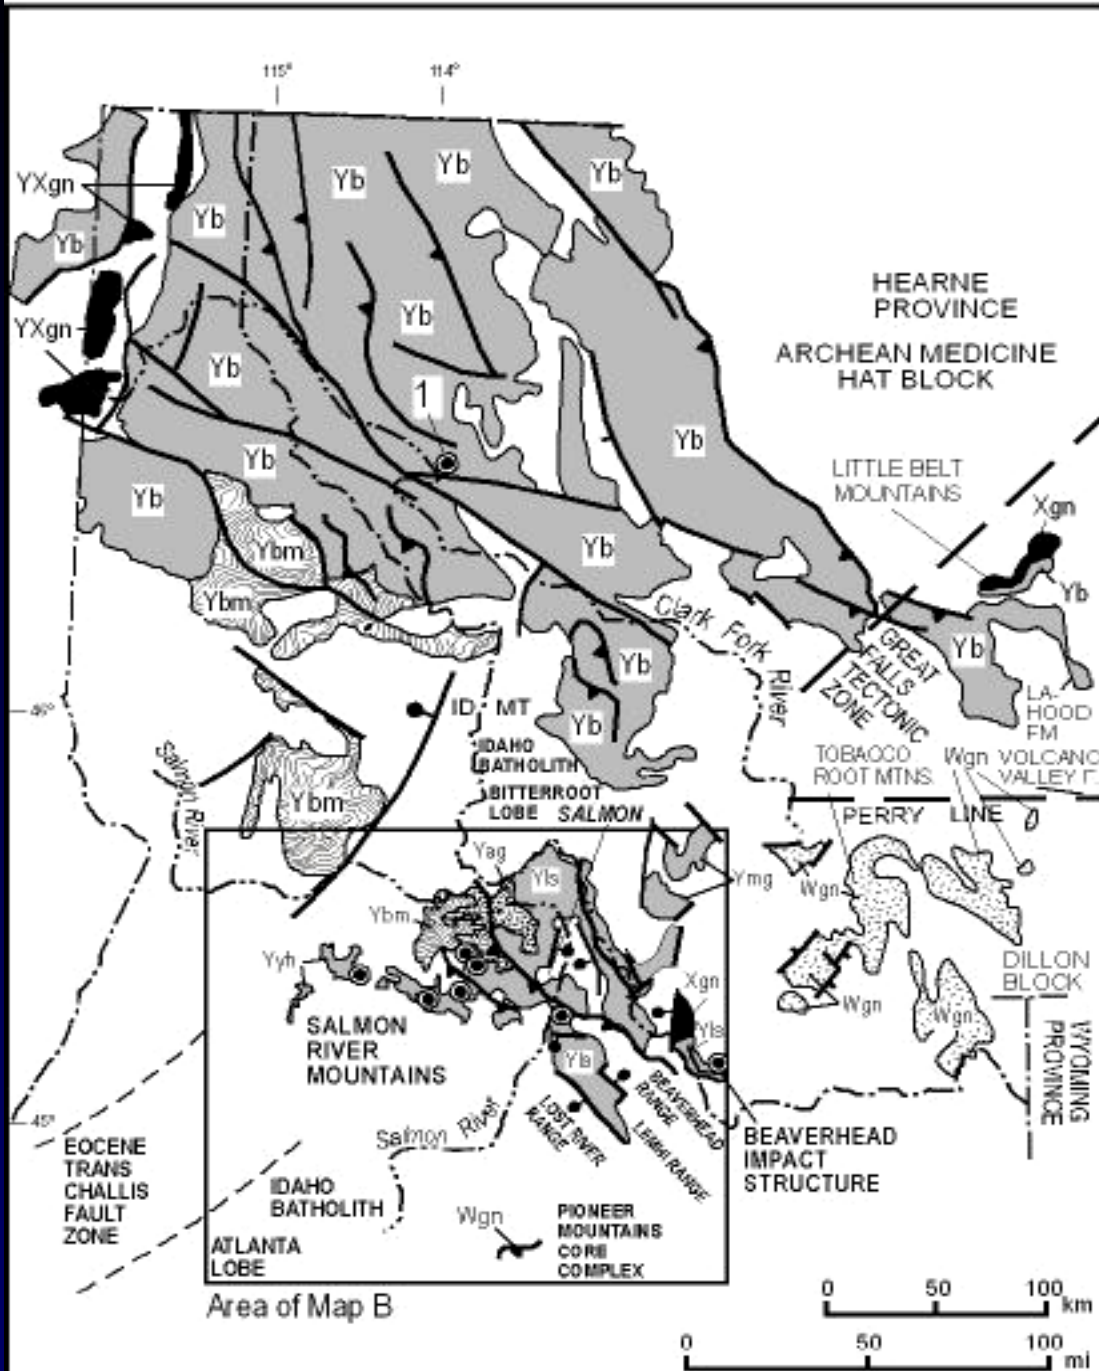 115°
114°
YXgn
Yb
Yb
Yb
Yb
Yb
YXgn
Yb
Yb
HEARNE
PROVINCE
ARCHEAN MEDICINE
HAT BLOCK
1
Yb
Yb
Yb
LITTLE BELT
MOUNTAINS
Xgn
Ybm
Yb
Yb
Ybm
Clark Fork
River
GREAT
FALLS
TECTONIC
ZONE
Yb
Yb
LA-
HOOD
FM
46°
ID
MT
Yb
IDAHO
BATHOLITH
BITTERROOT
LOBE
SALMON
Salmon River
Ybm
TOBACCO
ROOT MTNS.
Wgn
VOLCANO
VALLEY F.
PERRY LINE
Yag
Yls
Ymg
Wgn
Ybm
Yyh
Xgn
DILLON
BLOCK
Wgn
Wgn
SALMON
RIVER
MOUNTAINS
Yls
Yls
WYOMING
PROVINCE
45°
Salmon River
LOST RIVER
RANGE
BEAVERHEAD
RANGE
LEMHI RANGE
BEAVERHEAD
IMPACT
STRUCTURE
EOCENE
TRANS
CHALLIS
FAULT
ZONE
IDAHO
BATHOLITH
Wgn
PIONEER
MOUNTAINS
CORE
COMPLEX
ATLANTA
LOBE
Area of Map B
0 50 100
km
0 50 100
mi